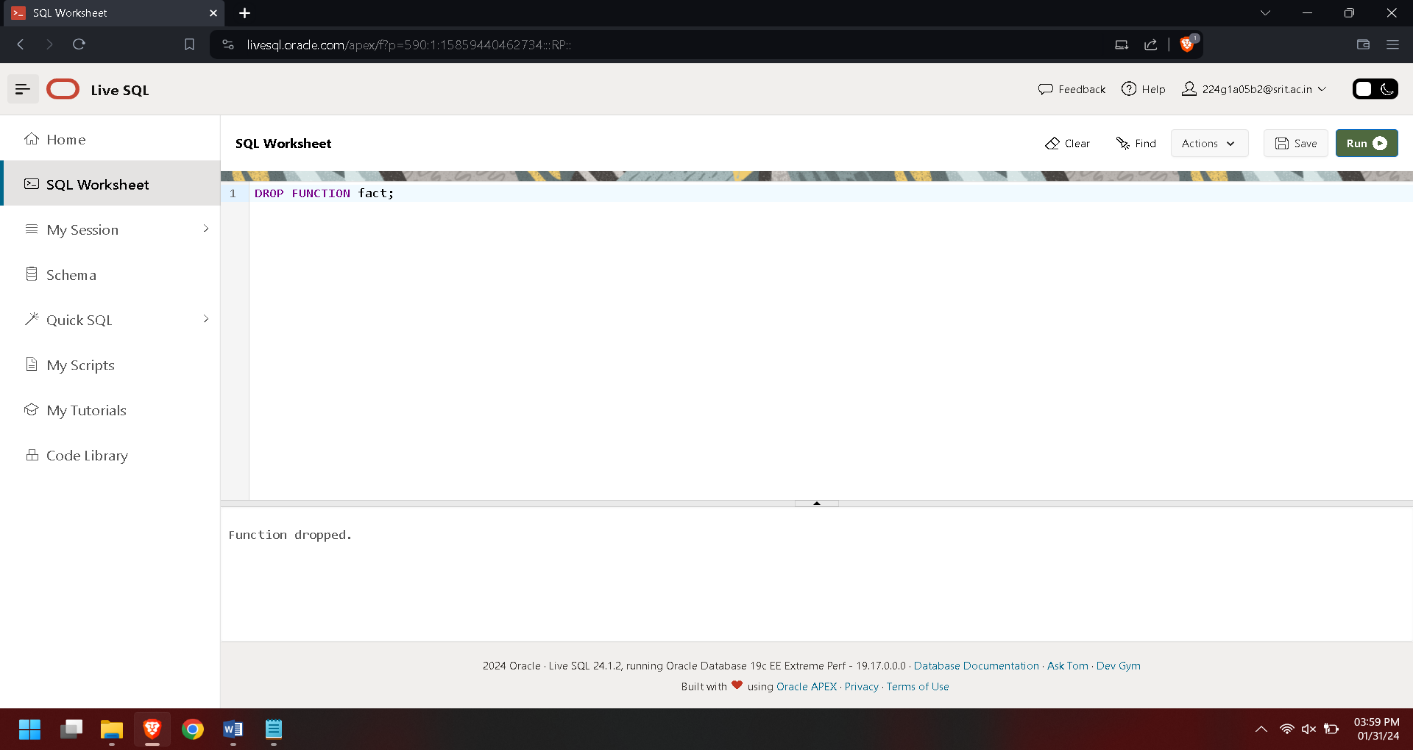 SQL Worksheet
livesql.oracle.com/apex/f?p=590:1:15859440462734:::RP::
1
Live SQL
Feedback
Help
224g1a05b2@srit.ac.in
Home
SQL Worksheet
My Session
Schema
Quick SQL
My Scripts
My Tutorials
Code Library
SQL Worksheet
Clear
Find
Actions
Save
Run
1 DROP FUNCTION fact;
Function dropped.
2024 Oracle · Live SQL 24.1.2, running Oracle Database 19c EE Extreme Perf - 19.17.0.0.0 · Database Documentation · Ask Tom · Dev Gym
Built with ❤ using Oracle APEX · Privacy · Terms of Use
03:59 PM
01/31/24